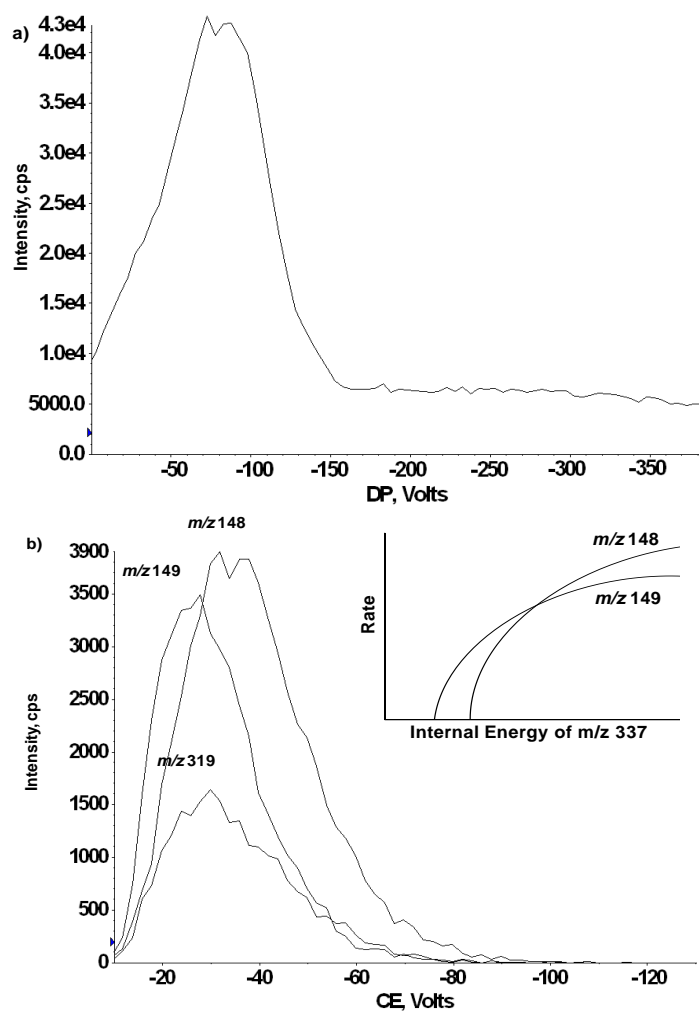 a)
4.3e4
4.0e4
3.5e4
3.0e4
2.5e4
2.0e4
1.5e4
1.0e4
5000.0
0.0
Intensity, cps
-50 -100 -150 -200 -250 -300 -350
DP, Volts
b)
m/z 148
m/z 149
m/z 319
3900
3500
3000
2500
2000
1500
1000
500
0
Intensity, cps
-20 -40 -60 -80 -100 -120
CE, Volts
m/z 148
m/z 149
Rate
Internal Energy of m/z 337